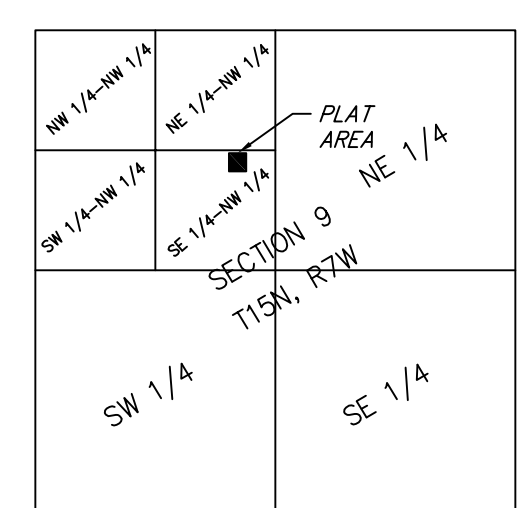 NW 1/4-NW 1/4
NE 1/4-NW 1/4
PLAT
AREA
NE 1/4
SW 1/4-NW 1/4
SE 1/4-NW 1/4
SECTION 9
T15N, R7W
SW 1/4
SE 1/4